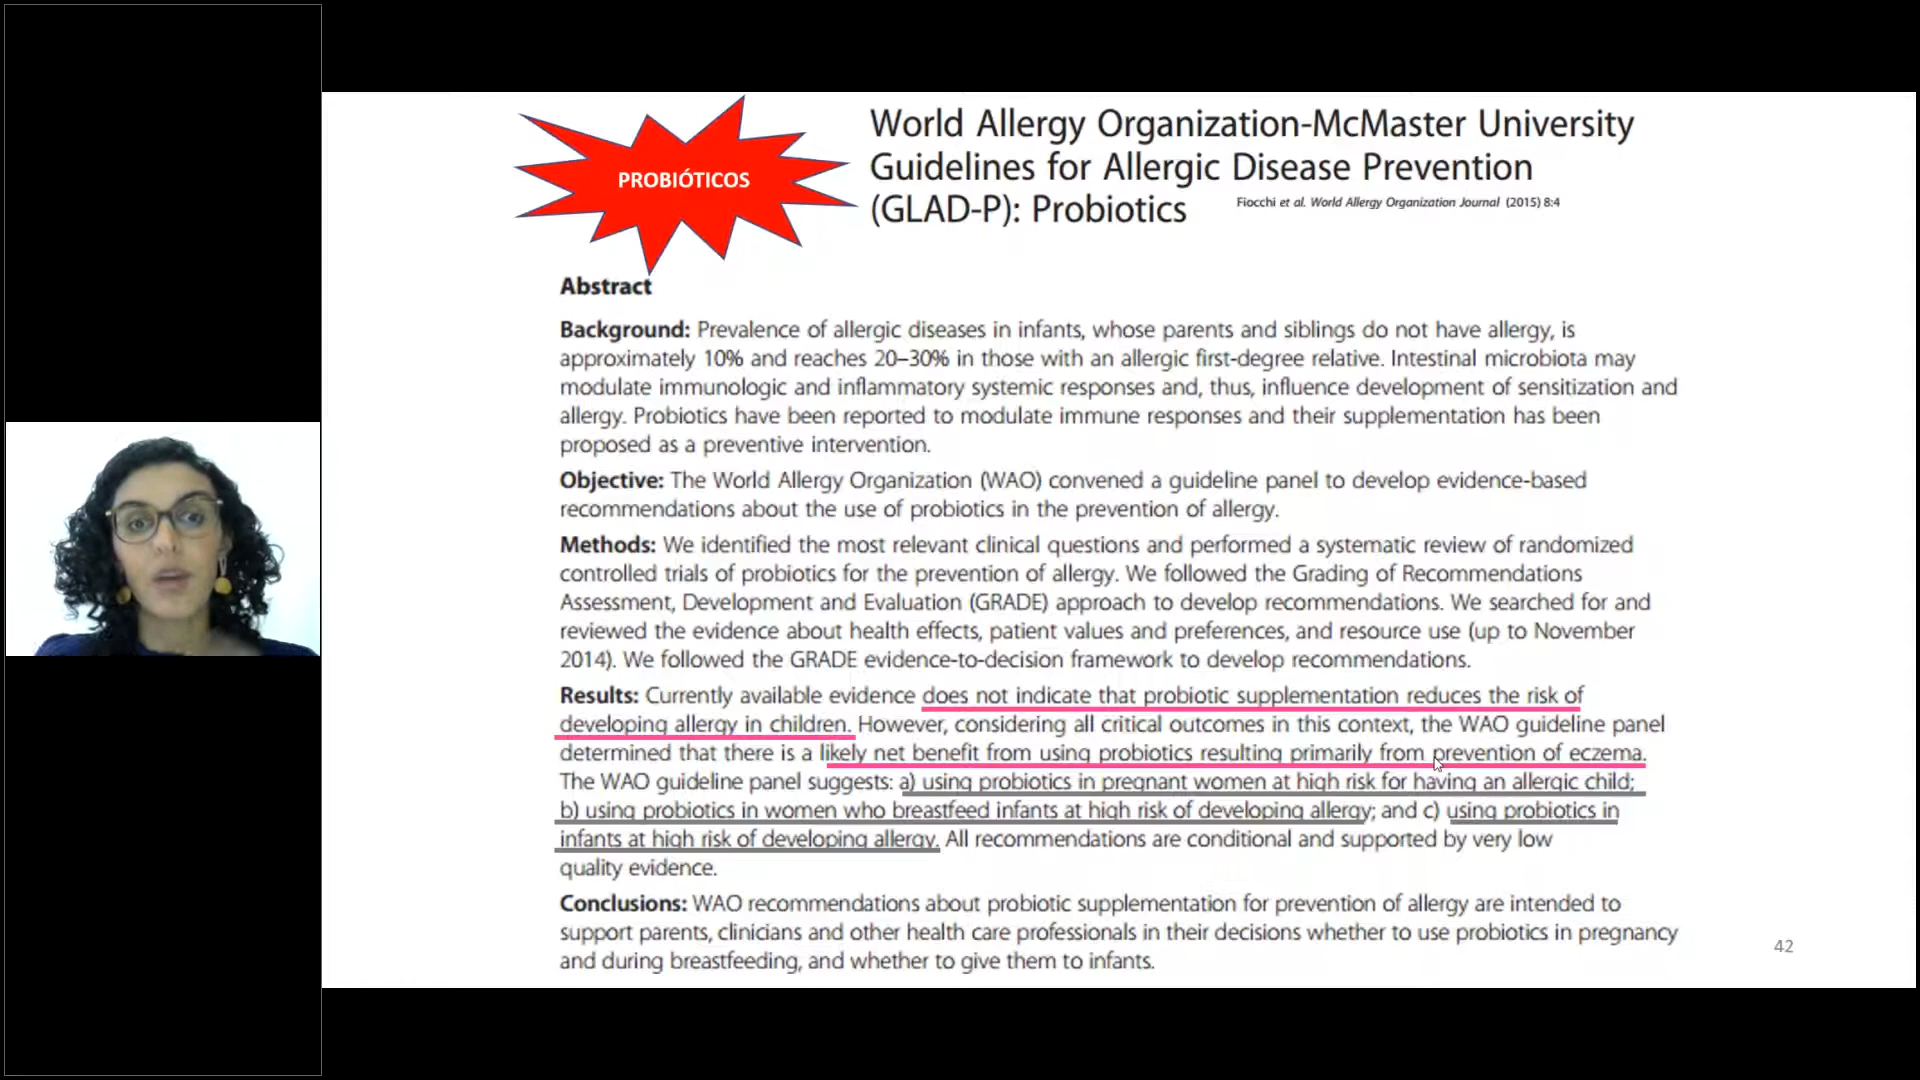 PROBIÓTICOS
World Allergy Organization-McMaster University
Guidelines for Allergic Disease Prevention
(GLAD-P): Probiotics
Fiocchi et al. World Allergy Organization Journal (2015) 8:4
Abstract
Background: Prevalence of allergic diseases in infants, whose parents and siblings do not have allergy, is
approximately 10% and reaches 20–30% in those with an allergic first-degree relative. Intestinal microbiota may
modulate immunologic and inflammatory systemic responses and, thus, influence development of sensitization and
allergy. Probiotics have been reported to modulate immune responses and their supplementation has been
proposed as a preventive intervention.
Objective: The World Allergy Organization (WAO) convened a guideline panel to develop evidence-based
recommendations about the use of probiotics in the prevention of allergy.
Methods: We identified the most relevant clinical questions and performed a systematic review of randomized
controlled trials of probiotics for the prevention of allergy. We followed the Grading of Recommendations
Assessment, Development and Evaluation (GRADE) approach to develop recommendations. We searched for and
reviewed the evidence about health effects, patient values and preferences, and resource use (up to November
2014). We followed the GRADE evidence-to-decision framework to develop recommendations.
Results: Currently available evidence does not indicate that probiotic supplementation reduces the risk of
developing allergy in children. However, considering all critical outcomes in this context, the WAO guideline panel
determined that there is a likely net benefit from using probiotics resulting primarily from prevention of eczema.
The WAO guideline panel suggests: a) using probiotics in pregnant women at high risk for having an allergic child;
b) using probiotics in women who breastfeed infants at high risk of developing allergy; and c) using probiotics in
infants at high risk of developing allergy. All recommendations are conditional and supported by very low
quality evidence.
Conclusions: WAO recommendations about probiotic supplementation for prevention of allergy are intended to
support parents, clinicians and other health care professionals in their decisions whether to use probiotics in pregnancy
and during breastfeeding, and whether to give them to infants.
42